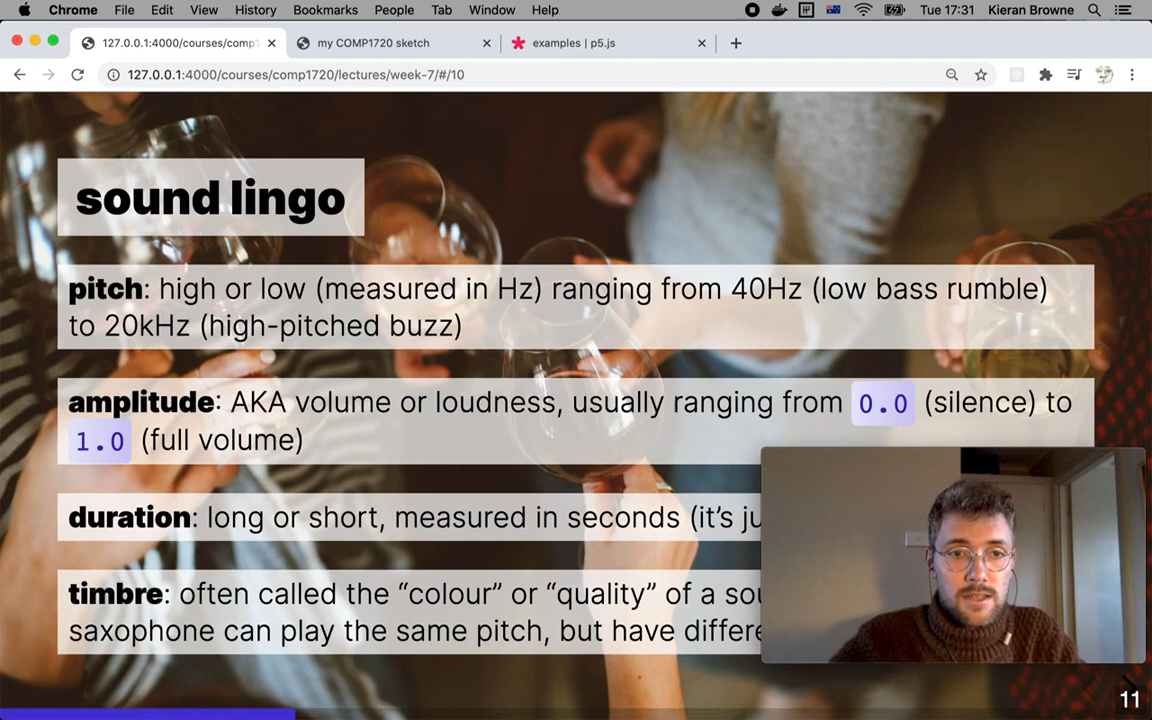 Chrome File Edit View History Bookmarks People Tab Window Help Tue 17:31 Kieran Browne
127.0.0.1:4000/courses/comp1 my COMP1720 sketch examples | p5.js
127.0.0.1:4000/courses/comp1720/lectures/week-7/#/10
sound lingo
pitch: high or low (measured in Hz) ranging from 40Hz (low bass rumble)
to 20kHz (high-pitched buzz)
amplitude: AKA volume or loudness, usually ranging from 0.0 (silence) to
1.0 (full volume)
duration: long or short, measured in seconds (it’s ju
timbre: often called the “colour” or “quality” of a sou
saxophone can play the same pitch, but have differe
11